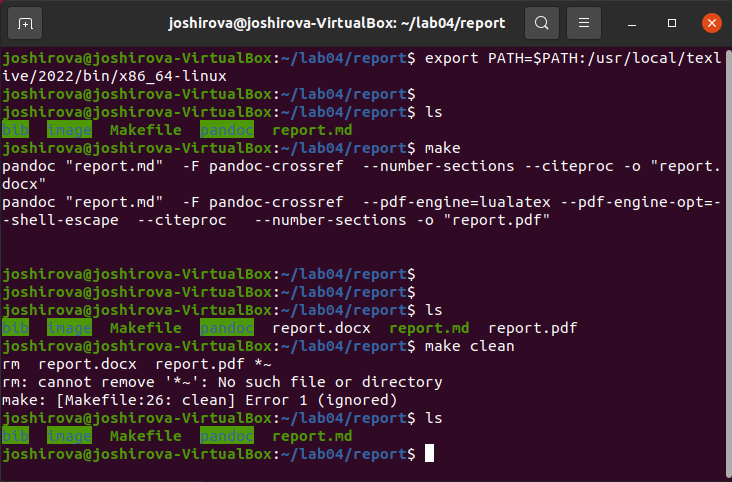 joshirova@joshirova-VirtualBox: ~/lab04/report
joshirova@joshirova-VirtualBox:~/lab04/report$ export PATH=$PATH:/usr/local/texl
ive/2022/bin/x86_64-linux
joshirova@joshirova-VirtualBox:~/lab04/report$
joshirova@joshirova-VirtualBox:~/lab04/report$ ls
bib  image  Makefile  pandoc  report.md
joshirova@joshirova-VirtualBox:~/lab04/report$ make
pandoc "report.md"  -F pandoc-crossref  --number-sections --citeproc -o "report.
docx"
pandoc "report.md"  -F pandoc-crossref  --pdf-engine=lualatex --pdf-engine-opt=-
-shell-escape  --citeproc   --number-sections -o "report.pdf"
joshirova@joshirova-VirtualBox:~/lab04/report$
joshirova@joshirova-VirtualBox:~/lab04/report$
joshirova@joshirova-VirtualBox:~/lab04/report$ ls
bib  image  Makefile  pandoc  report.docx  report.md  report.pdf
joshirova@joshirova-VirtualBox:~/lab04/report$ make clean
rm  report.docx  report.pdf *~
rm: cannot remove '*~': No such file or directory
make: [Makefile:26: clean] Error 1 (ignored)
joshirova@joshirova-VirtualBox:~/lab04/report$ ls
bib  image  Makefile  pandoc  report.md
joshirova@joshirova-VirtualBox:~/lab04/report$